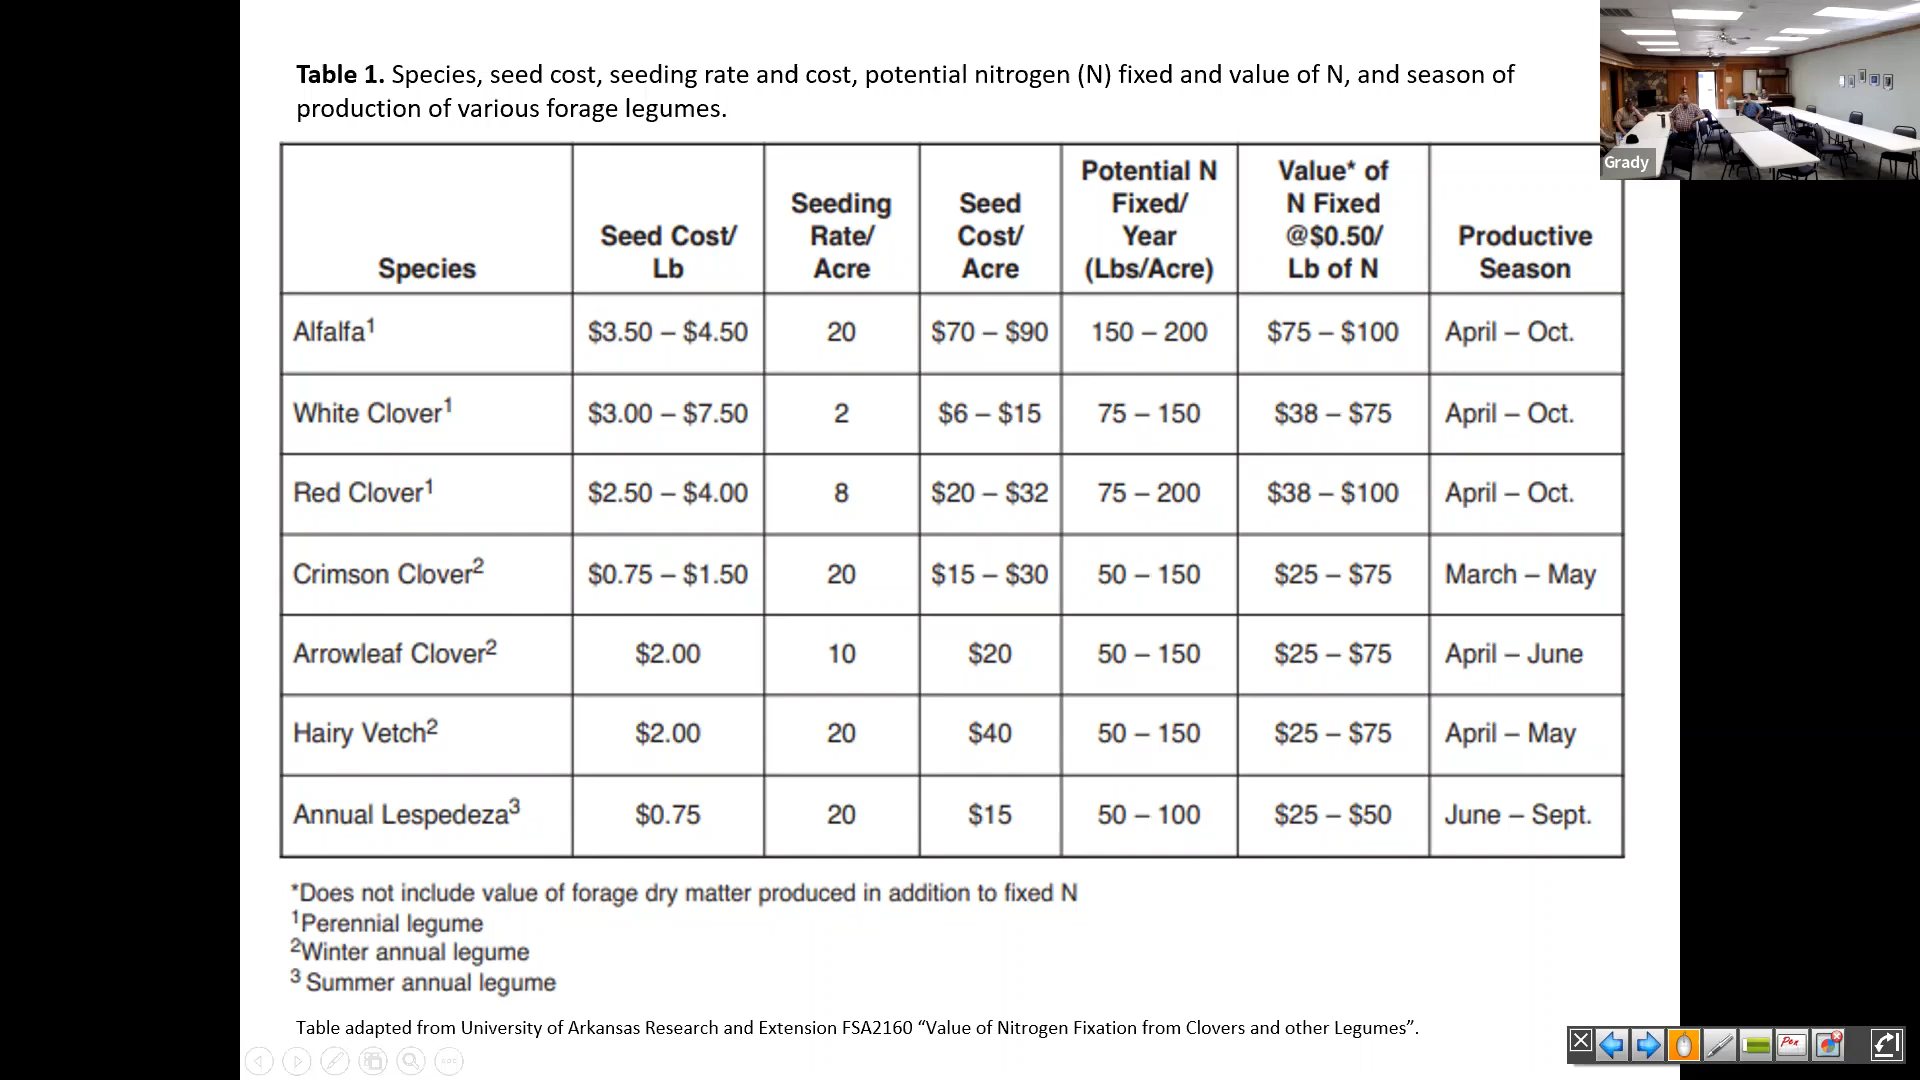 Table 1. Species, seed cost, seeding rate and cost, potential nitrogen (N) fixed and value of N, and season of
production of various forage legumes.
Grady
Species
Seed Cost/
Lb
Seeding
Rate/
Acre
Seed
Cost/
Acre
Potential N
Fixed/
Year
(Lbs/Acre)
Value* of
N Fixed
@$0.50/
Lb of N
Productive
Season
Alfalfa¹ $3.50 – $4.50 20 $70 – $90 150 – 200 $75 – $100 April – Oct.
White Clover¹ $3.00 – $7.50 2 $6 – $15 75 – 150 $38 – $75 April – Oct.
Red Clover¹ $2.50 – $4.00 8 $20 – $32 75 – 200 $38 – $100 April – Oct.
Crimson Clover² $0.75 – $1.50 20 $15 – $30 50 – 150 $25 – $75 March – May
Arrowleaf Clover² $2.00 10 $20 50 – 150 $25 – $75 April – June
Hairy Vetch² $2.00 20 $40 50 – 150 $25 – $75 April – May
Annual Lespedeza³ $0.75 20 $15 50 – 100 $25 – $50 June – Sept.
*Does not include value of forage dry matter produced in addition to fixed N
¹Perennial legume
²Winter annual legume
³ Summer annual legume
Table adapted from University of Arkansas Research and Extension FSA2160 “Value of Nitrogen Fixation from Clovers and other Legumes”.
Pen